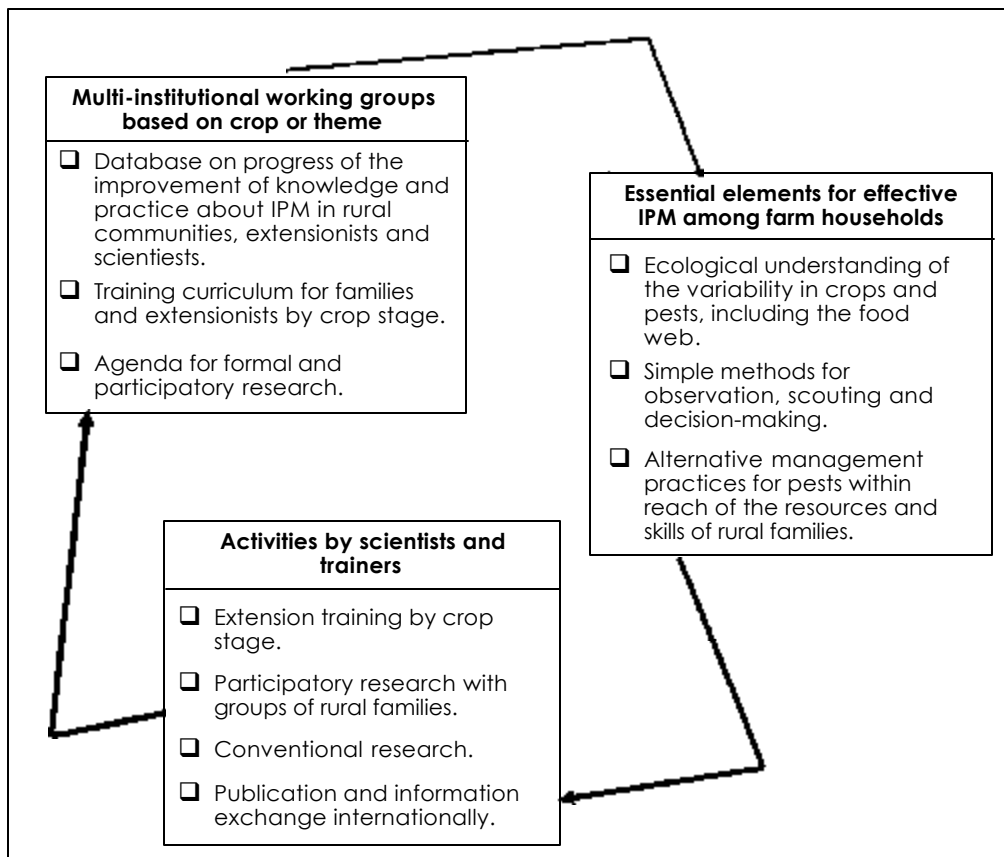 Multi-institutional working groups
based on crop or theme
❑ Database on progress of the
improvement of knowledge and
practice about IPM in rural
communities, extensionists and
scientiests.
❑ Training curriculum for families
and extensionists by crop stage.
❑ Agenda for formal and
participatory research.
Essential elements for effective
IPM among farm households
❑ Ecological understanding of
the variability in crops and
pests, including the food
web.
❑ Simple methods for
observation, scouting and
decision-making.
❑ Alternative management
practices for pests within
reach of the resources and
skills of rural families.
Activities by scientists and
trainers
❑ Extension training by crop
stage.
❑ Participatory research with
groups of rural families.
❑ Conventional research.
❑ Publication and information
exchange internationally.